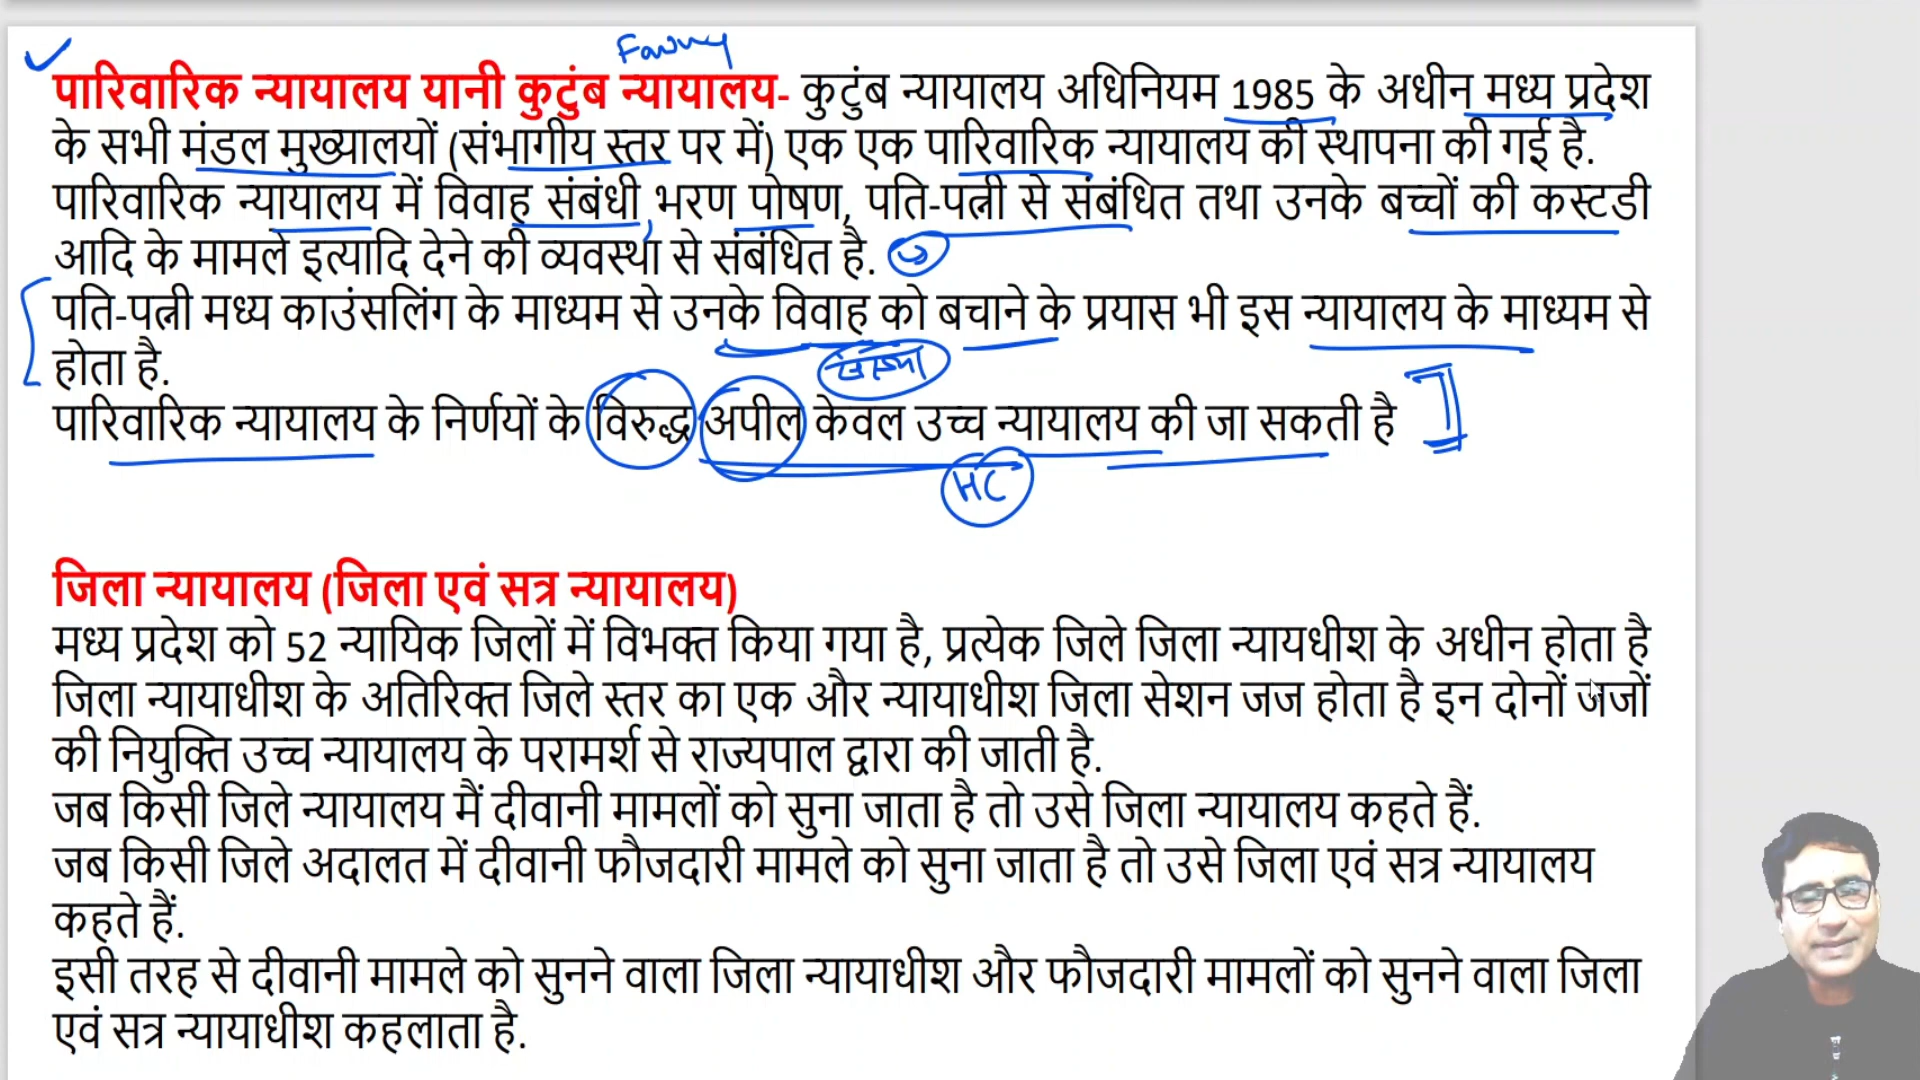 Family
पारिवारिक न्यायालय यानी कुटुंब न्यायालय- कुटुंब न्यायालय अधिनियम 1985 के अधीन मध्य प्रदेश
के सभी मंडल मुख्यालयों (संभागीय स्तर पर में) एक एक पारिवारिक न्यायालय की स्थापना की गई है.
पारिवारिक न्यायालय में विवाह संबंधी भरण पोषण, पति-पत्नी से संबंधित तथा उनके बच्चों की कस्टडी
आदि के मामले इत्यादि देने की व्यवस्था से संबंधित है.
पति-पत्नी मध्य काउंसलिंग के माध्यम से उनके विवाह को बचाने के प्रयास भी इस न्यायालय के माध्यम से
होता है.
पारिवारिक न्यायालय के निर्णयों के विरुद्ध अपील केवल उच्च न्यायालय की जा सकती है
HC
जिला न्यायालय (जिला एवं सत्र न्यायालय)
मध्य प्रदेश को 52 न्यायिक जिलों में विभक्त किया गया है, प्रत्येक जिले जिला न्यायधीश के अधीन होता है
जिला न्यायाधीश के अतिरिक्त जिले स्तर का एक और न्यायाधीश जिला सेशन जज होता है इन दोनों जजों
की नियुक्ति उच्च न्यायालय के परामर्श से राज्यपाल द्वारा की जाती है.
जब किसी जिले न्यायालय मैं दीवानी मामलों को सुना जाता है तो उसे जिला न्यायालय कहते हैं.
जब किसी जिले अदालत में दीवानी फौजदारी मामले को सुना जाता है तो उसे जिला एवं सत्र न्यायालय
कहते हैं.
इसी तरह से दीवानी मामले को सुनने वाला जिला न्यायाधीश और फौजदारी मामलों को सुनने वाला जिला
एवं सत्र न्यायाधीश कहलाता है.